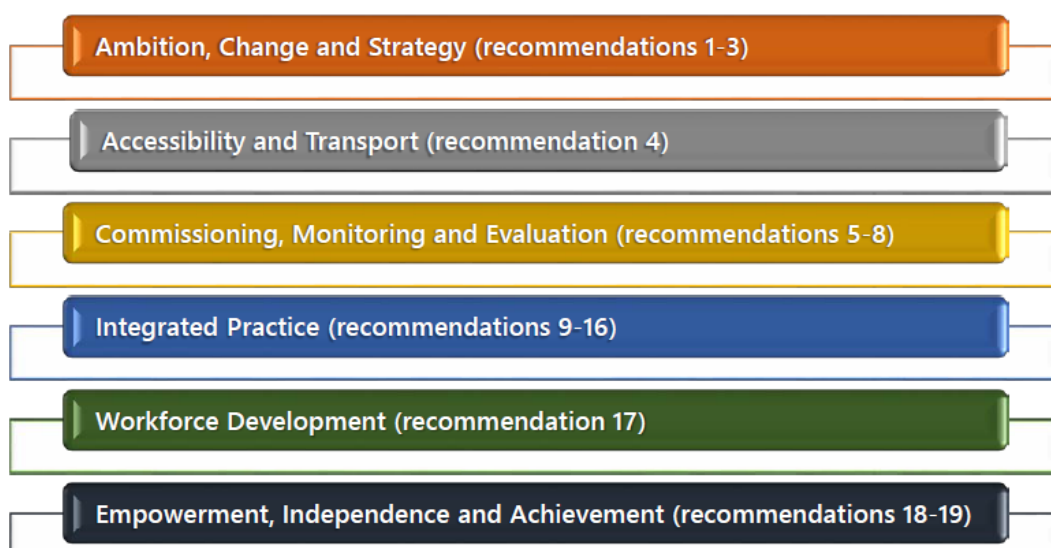 Ambition, Change and Strategy (recommendations 1-3)
Accessibility and Transport (recommendation 4)
Commissioning, Monitoring and Evaluation (recommendations 5-8)
Integrated Practice (recommendations 9-16)
Workforce Development (recommendation 17)
Empowerment, Independence and Achievement (recommendations 18-19)